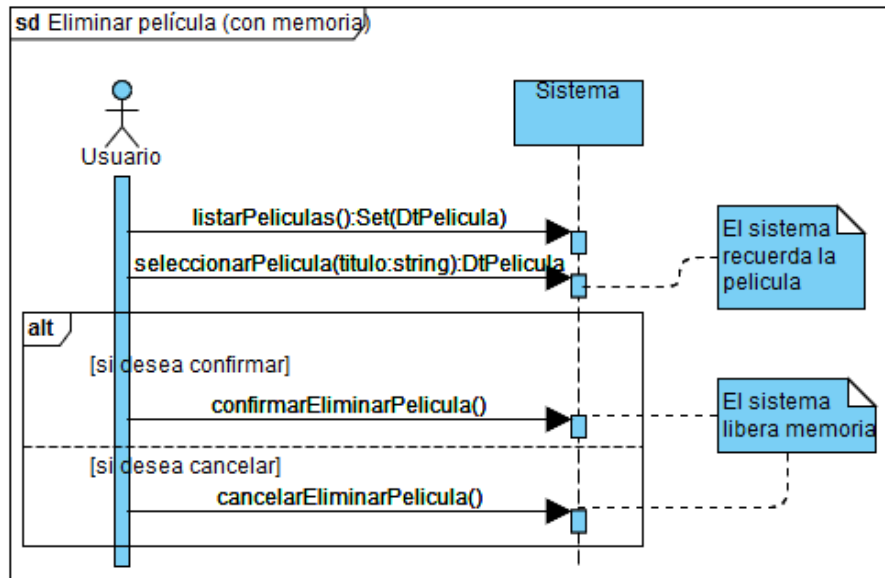 sd Eliminar película (con memoria)
Sistema
Usuario
listarPeliculas():Set(DtPelicula)
seleccionarPelicula(titulo:string):DtPelicula
El sistema
recuerda la
pelicula
alt
[si desea confirmar]
confirmarEliminarPelicula()
El sistema
libera memoria
[si desea cancelar]
cancelarEliminarPelicula()